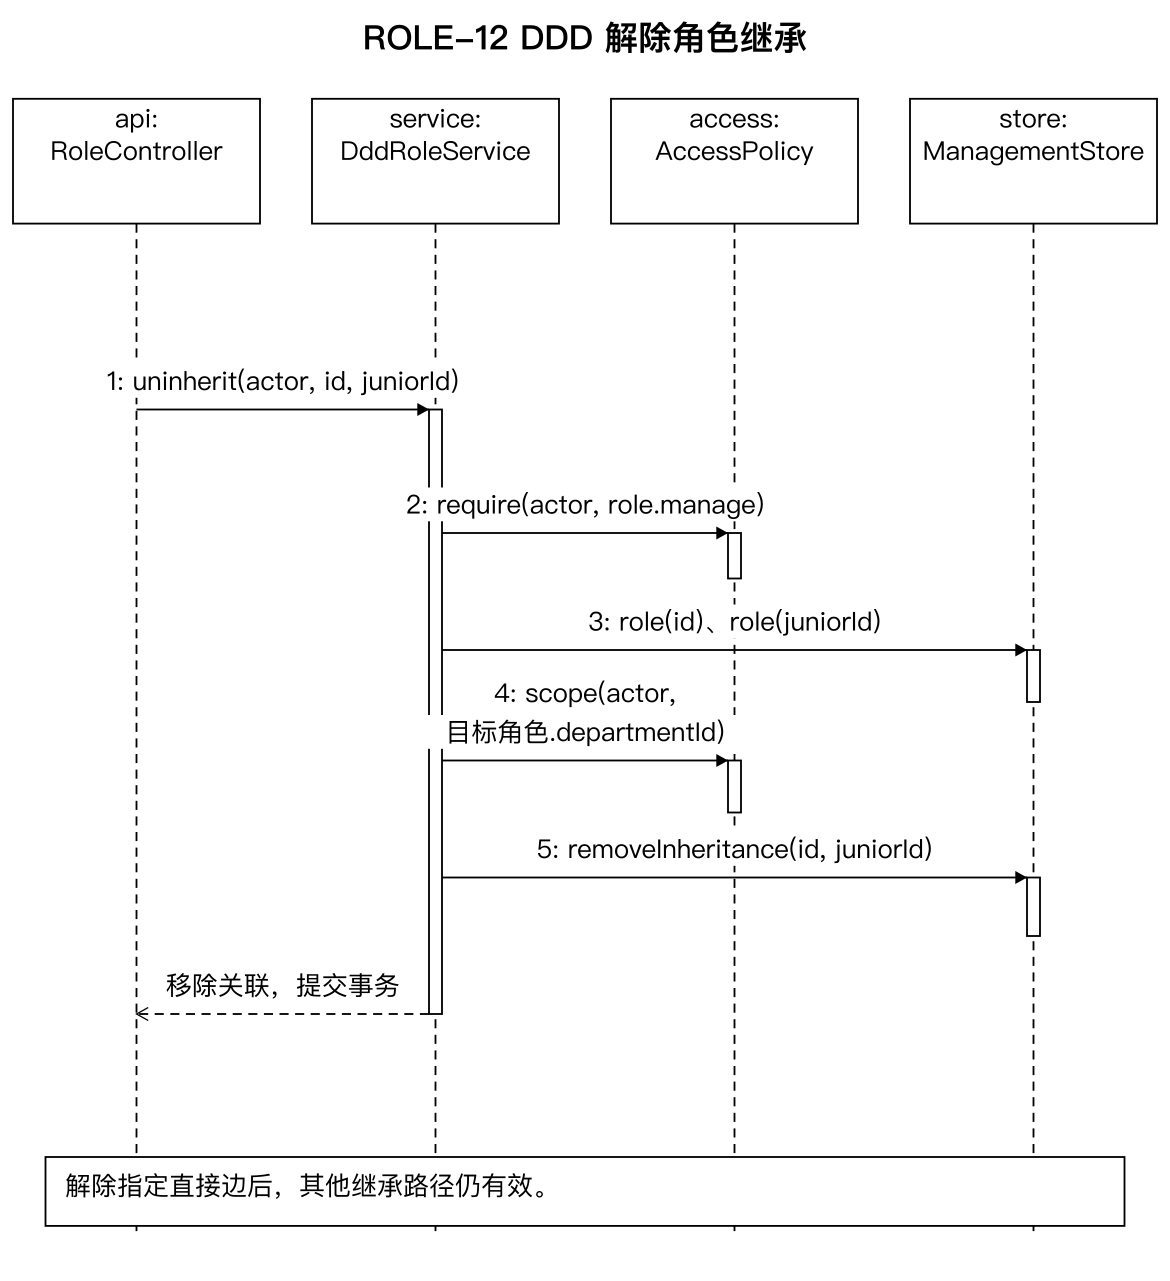 ROLE-12 DDD 解除角色继承
api:
RoleController
service:
DddRoleService
access:
AccessPolicy
store:
ManagementStore
1: uninherit(actor, id, juniorId)
2: require(actor, role.manage)
3: role(id)、role(juniorId)
4: scope(actor,
目标角色.departmentId)
5: removeInheritance(id, juniorId)
移除关联，提交事务
解除指定直接边后，其他继承路径仍有效。